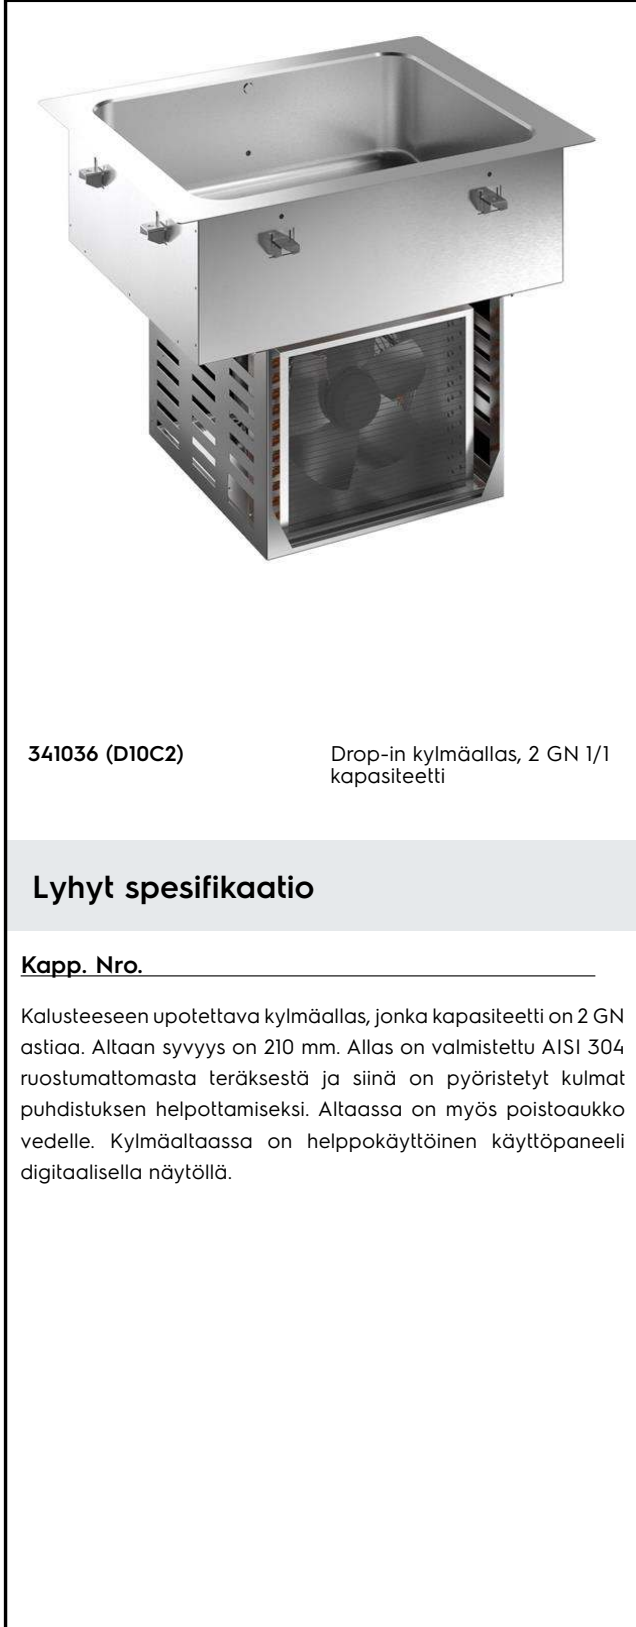 341036 (D10C2)
Drop-in kylmäallas, 2 GN 1/1
kapasiteetti
Lyhyt spesifikaatio
Kapp. Nro.
Kalusteeseen upotettava kylmäallas, jonka kapasiteetti on 2 GN
astiaa. Altaan syvyys on 210 mm. Allas on valmistettu AISI 304
ruostumattomasta teräksestä ja siinä on pyöristetyt kulmat
puhdistuksen helpottamiseksi. Altaassa on myös poistoaukko
vedelle. Kylmäaltaassa on helppokäyttöinen käyttöpaneeli
digitaalisella näytöllä.